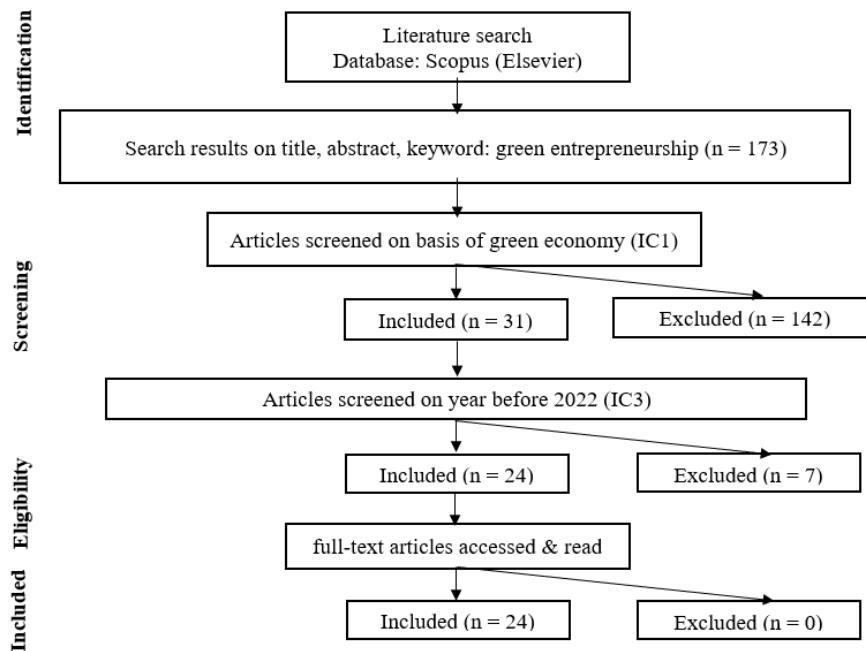 Identification
Literature search
Database: Scopus (Elsevier)
Search results on title, abstract, keyword: green entrepreneurship (n = 173)
Screening
Articles screened on basis of green economy (IC1)
Included (n = 31)
Excluded (n = 142)
Articles screened on year before 2022 (IC3)
Eligibility
Included (n = 24)
Excluded (n = 7)
full-text articles accessed & read
Included
Included (n = 24)
Excluded (n = 0)